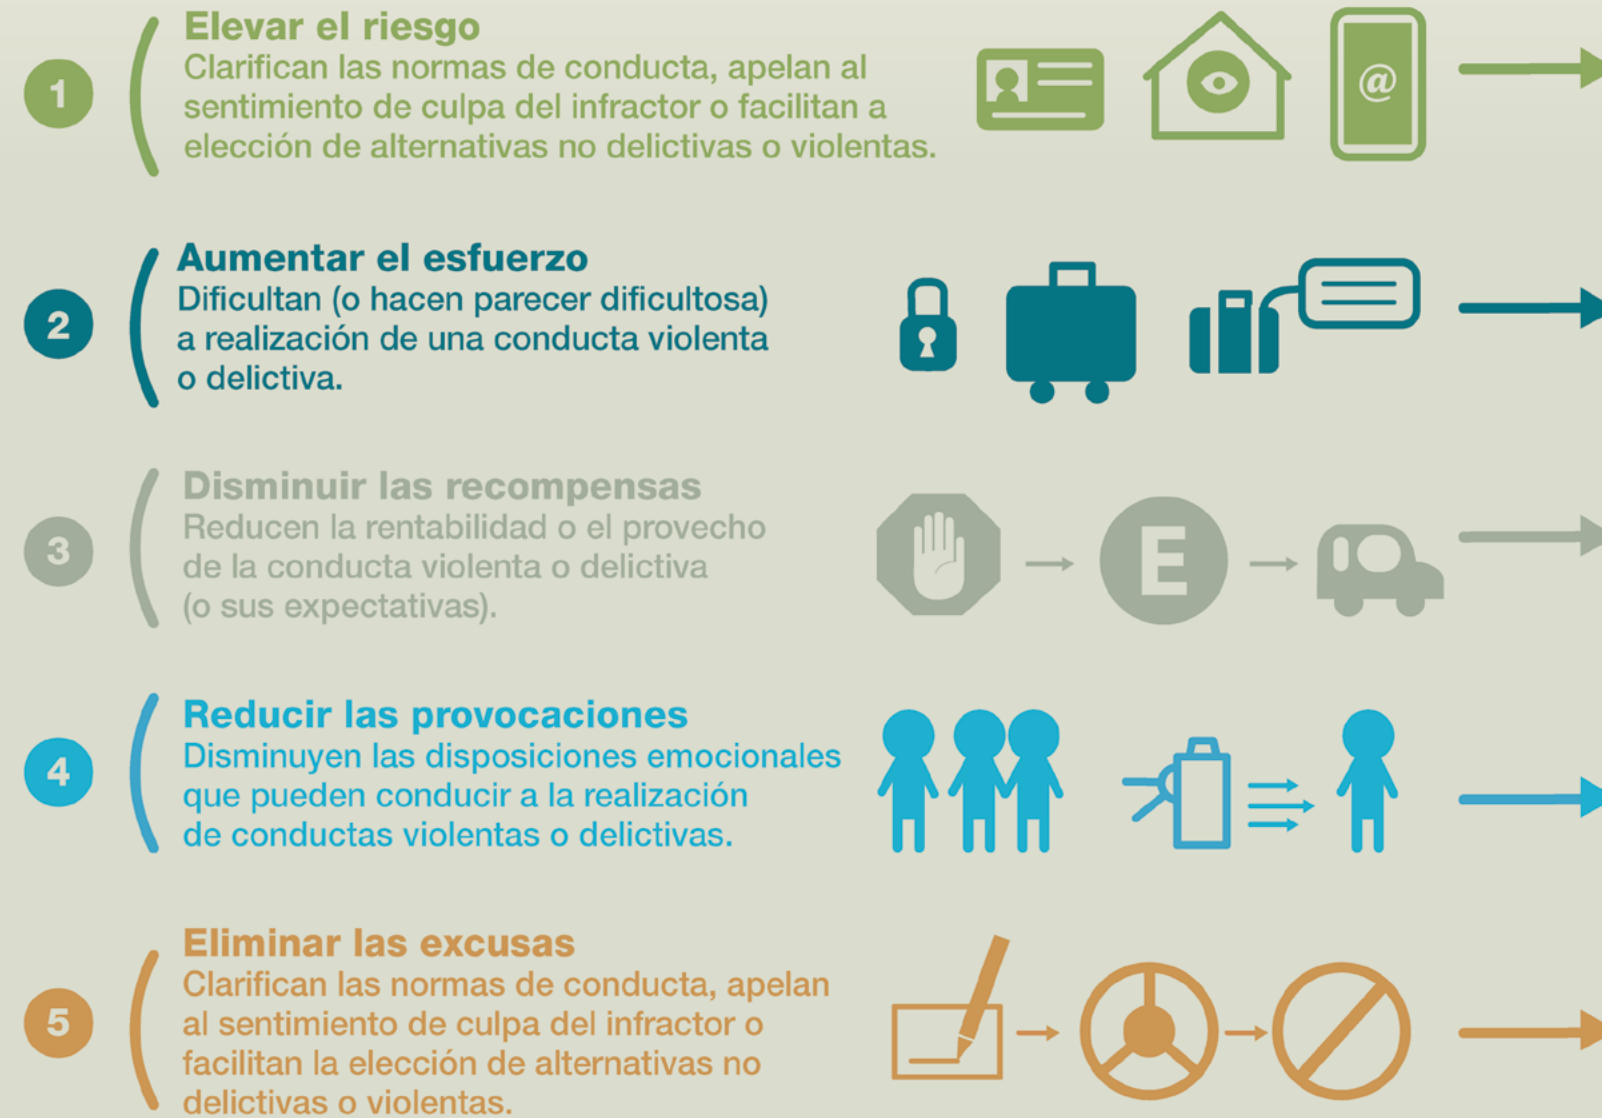 1
Elevar el riesgo
Clarifican las normas de conducta, apelan al
sentimiento de culpa del infractor o facilitan a
elección de alternativas no delictivas o violentas.
@
2
Aumentar el esfuerzo
Dificultan (o hacen parecer dificultosa)
a realización de una conducta violenta
o delictiva.
3
Disminuir las recompensas
Reducen la rentabilidad o el provecho
de la conducta violenta o delictiva
(o sus expectativas).
E
4
Reducir las provocaciones
Disminuyen las disposiciones emocionales
que pueden conducir a la realización
de conductas violentas o delictivas.
5
Eliminar las excusas
Clarifican las normas de conducta, apelan
al sentimiento de culpa del infractor o
facilitan la elección de alternativas no
delictivas o violentas.